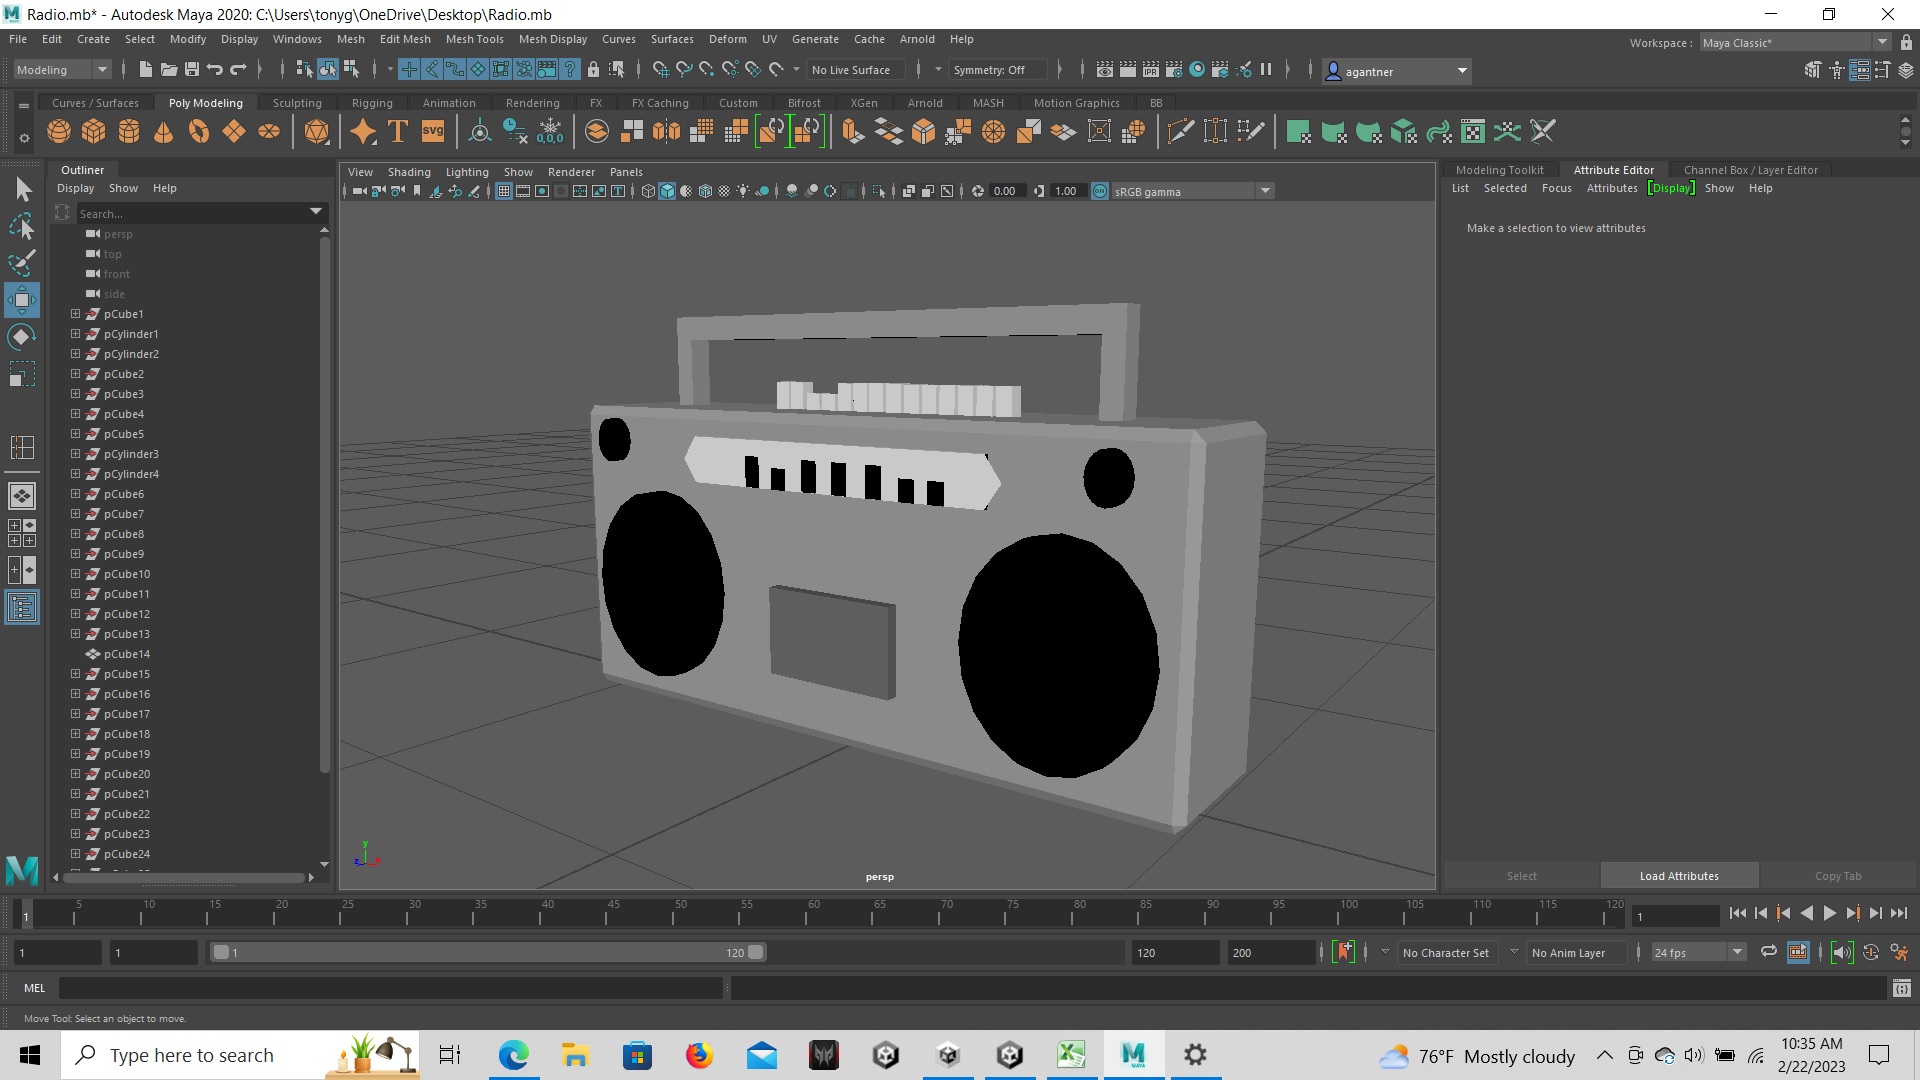 Radio.mb* - Autodesk Maya 2020: C:\Users\tonyg\OneDrive\Desktop\Radio.mb
File Edit Create Select Modify Display Windows Mesh Edit Mesh Mesh Tools Mesh Display Curves Surfaces Deform UV Generate Cache Arnold Help
Workspace : Maya Classic*
Modeling No Live Surface Symmetry: Off IPR agantner
Curves / Surfaces Poly Modeling Sculpting Rigging Animation Rendering FX FX Caching Custom Bifrost XGen Arnold MASH Motion Graphics BB
T SVG 0,0,0
Outliner
Display Show Help
Search...
persp
top
front
side
pCube1
pCylinder1
pCylinder2
pCube2
pCube3
pCube4
pCube5
pCylinder3
pCylinder4
pCube6
pCube7
pCube8
pCube9
pCube10
pCube11
pCube12
pCube13
pCube14
pCube15
pCube16
pCube17
pCube18
pCube19
pCube20
pCube21
pCube22
pCube23
pCube24
View Shading Lighting Show Renderer Panels
0.00 1.00 ON sRGB gamma
y
z x
persp
Modeling Toolkit Attribute Editor Channel Box / Layer Editor
List Selected Focus Attributes [Display] Show Help
Make a selection to view attributes
Select Load Attributes Copy Tab
1 5 10 15 20 25 30 35 40 45 50 55 60 65 70 75 80 85 90 95 100 105 110 115 120 1
1 1 1 120 120 200 No Character Set No Anim Layer 24 fps
MEL
Move Tool: Select an object to move.
Type here to search
MAYA
76°F Mostly cloudy
10:35 AM
2/22/2023